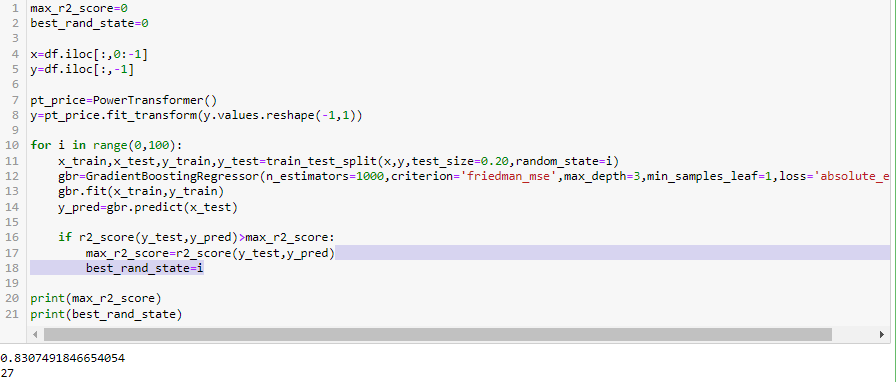 1 max_r2_score=0
2 best_rand_state=0
3
4 x=df.iloc[:,0:-1]
5 y=df.iloc[:,-1]
6
7 pt_price=PowerTransformer()
8 y=pt_price.fit_transform(y.values.reshape(-1,1))
9
10 for i in range(0,100):
11     x_train,x_test,y_train,y_test=train_test_split(x,y,test_size=0.20,random_state=i)
12     gbr=GradientBoostingRegressor(n_estimators=1000,criterion='friedman_mse',max_depth=3,min_samples_leaf=1,loss='absolute_e
13     gbr.fit(x_train,y_train)
14     y_pred=gbr.predict(x_test)
15
16     if r2_score(y_test,y_pred)>max_r2_score:
17         max_r2_score=r2_score(y_test,y_pred)
18         best_rand_state=i
19
20 print(max_r2_score)
21 print(best_rand_state)
0.8307491846654054
27